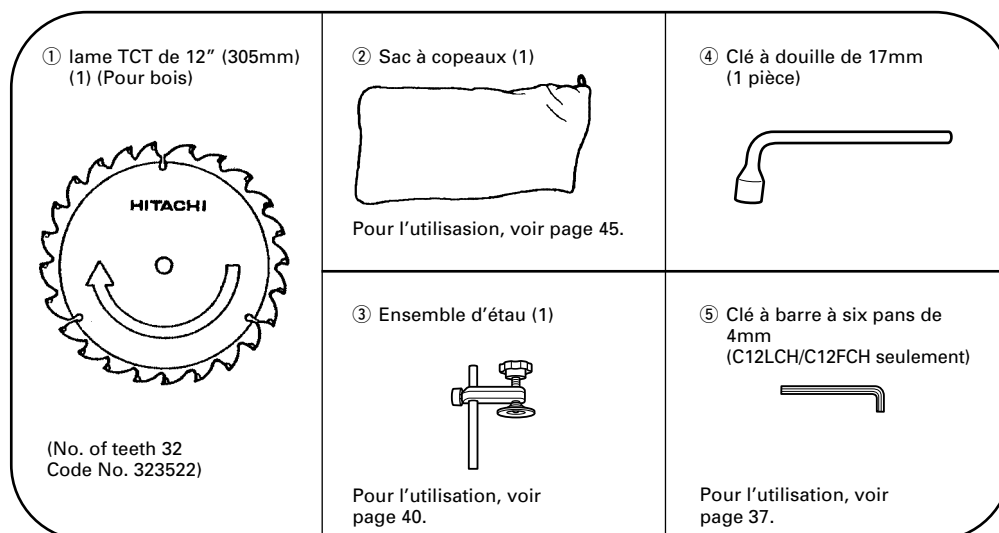 ① lame TCT de 12” (305mm)
(1) (Pour bois)
HITACHI
(No. of teeth 32
Code No. 323522)
② Sac à copeaux (1)
Pour l’utilisasion, voir page 45.
③ Ensemble d’étau (1)
Pour l’utilisation, voir
page 40.
④ Clé à douille de 17mm
(1 pièce)
⑤ Clé à barre à six pans de
4mm
(C12LCH/C12FCH seulement)
Pour l’utilisation, voir
page 37.